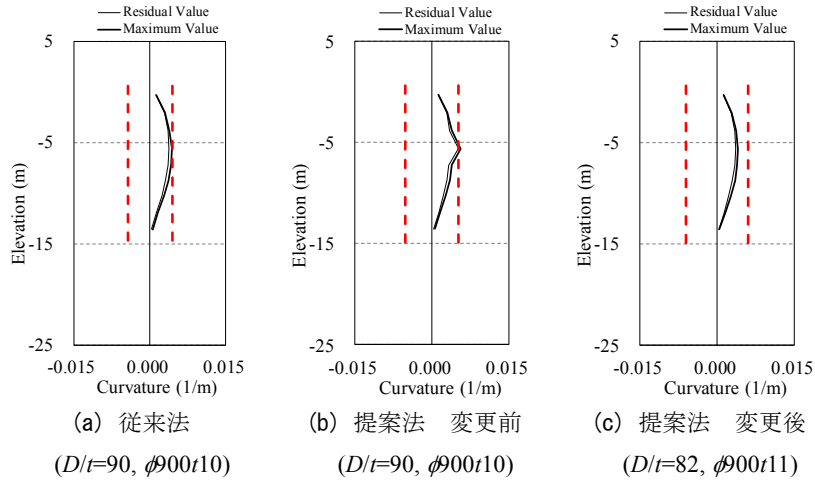 Residual Value
Maximum Value
5
-5
-15
-25
Elevation (m)
-0.015 0.000 0.015
Curvature (1/m)
(a) 従来法
(D/t=90, ϕ900t10)
Residual Value
Maximum Value
5
-5
-15
-25
Elevation (m)
-0.015 0.000 0.015
Curvature (1/m)
(b) 提案法 変更前
(D/t=90, ϕ900t10)
Residual Value
Maximum Value
5
-5
-15
-25
Elevation (m)
-0.015 0.000 0.015
Curvature (1/m)
(c) 提案法 変更後
(D/t=82, ϕ900t11)